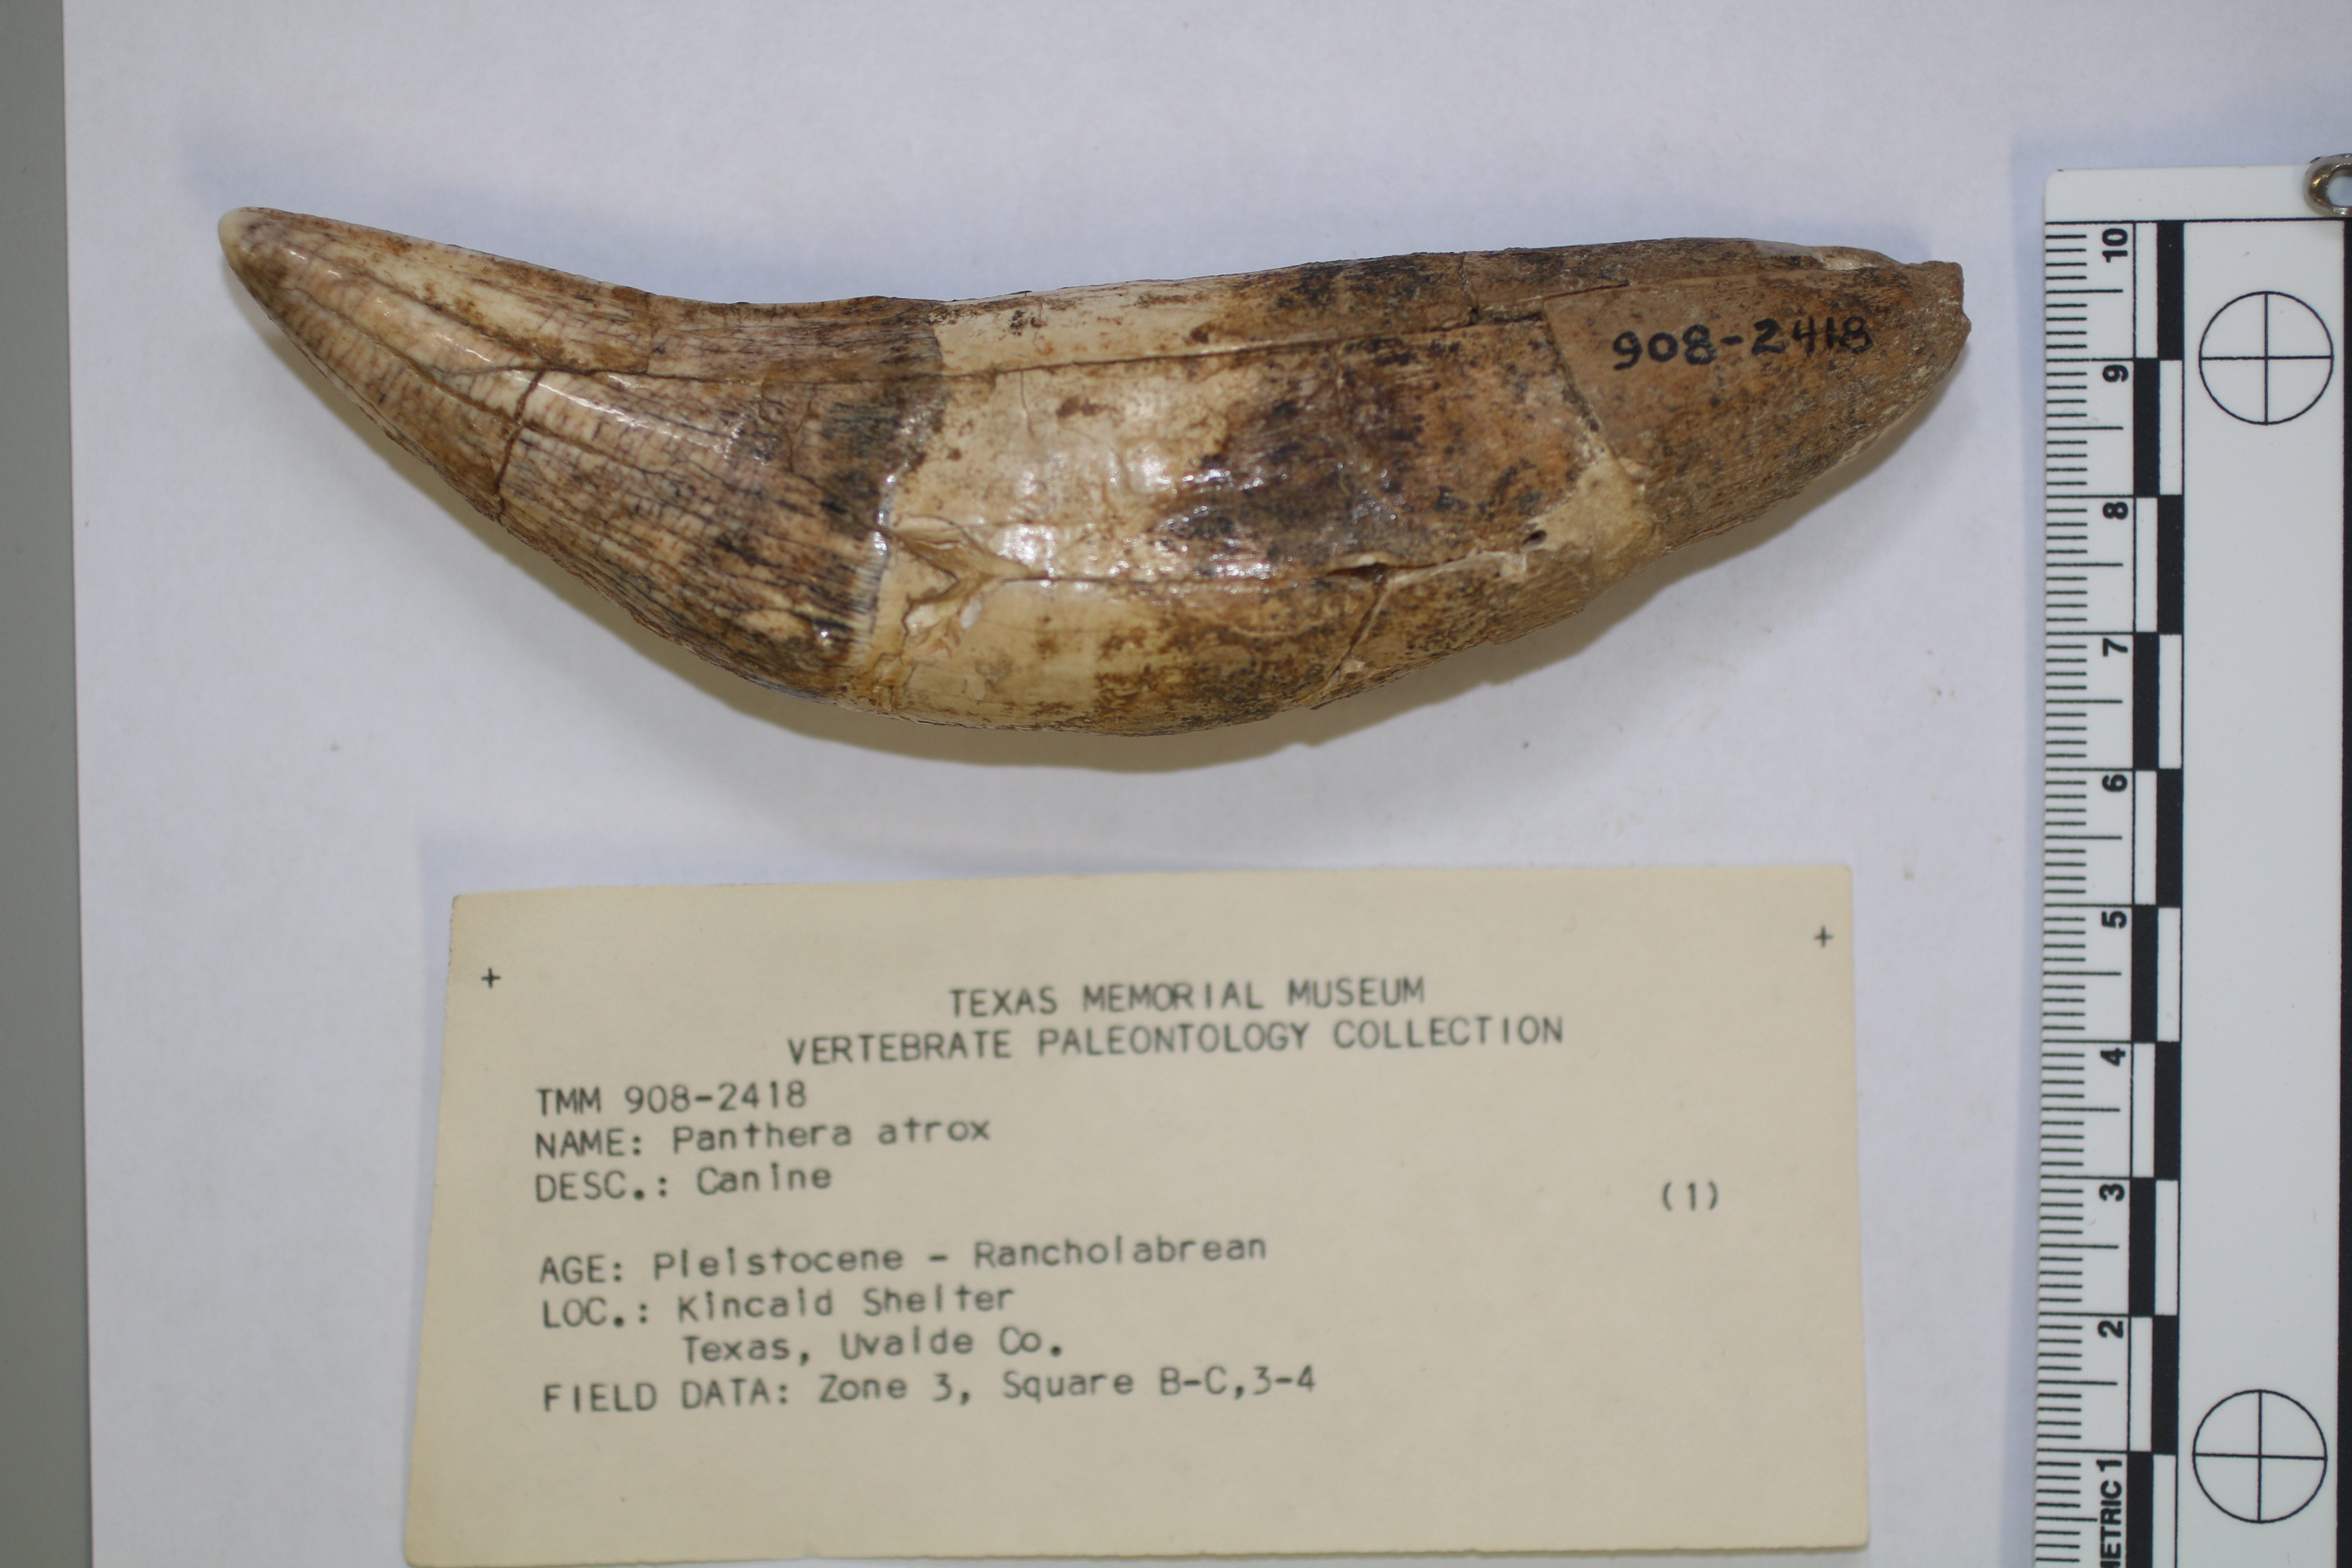 908-2418
TEXAS MEMORIAL MUSEUM
VERTEBRATE PALEONTOLOGY COLLECTION
TMM 908-2418
NAME: Panthera atrox
DESC.: Canine
(1)
AGE: Pleistocene - Rancholabrean
LOC.: Kincaid Shelter
Texas, Uvalde Co.
FIELD DATA: Zone 3, Square B-C,3-4
10
9
8
7
6
5
4
3
2
METRIC 1